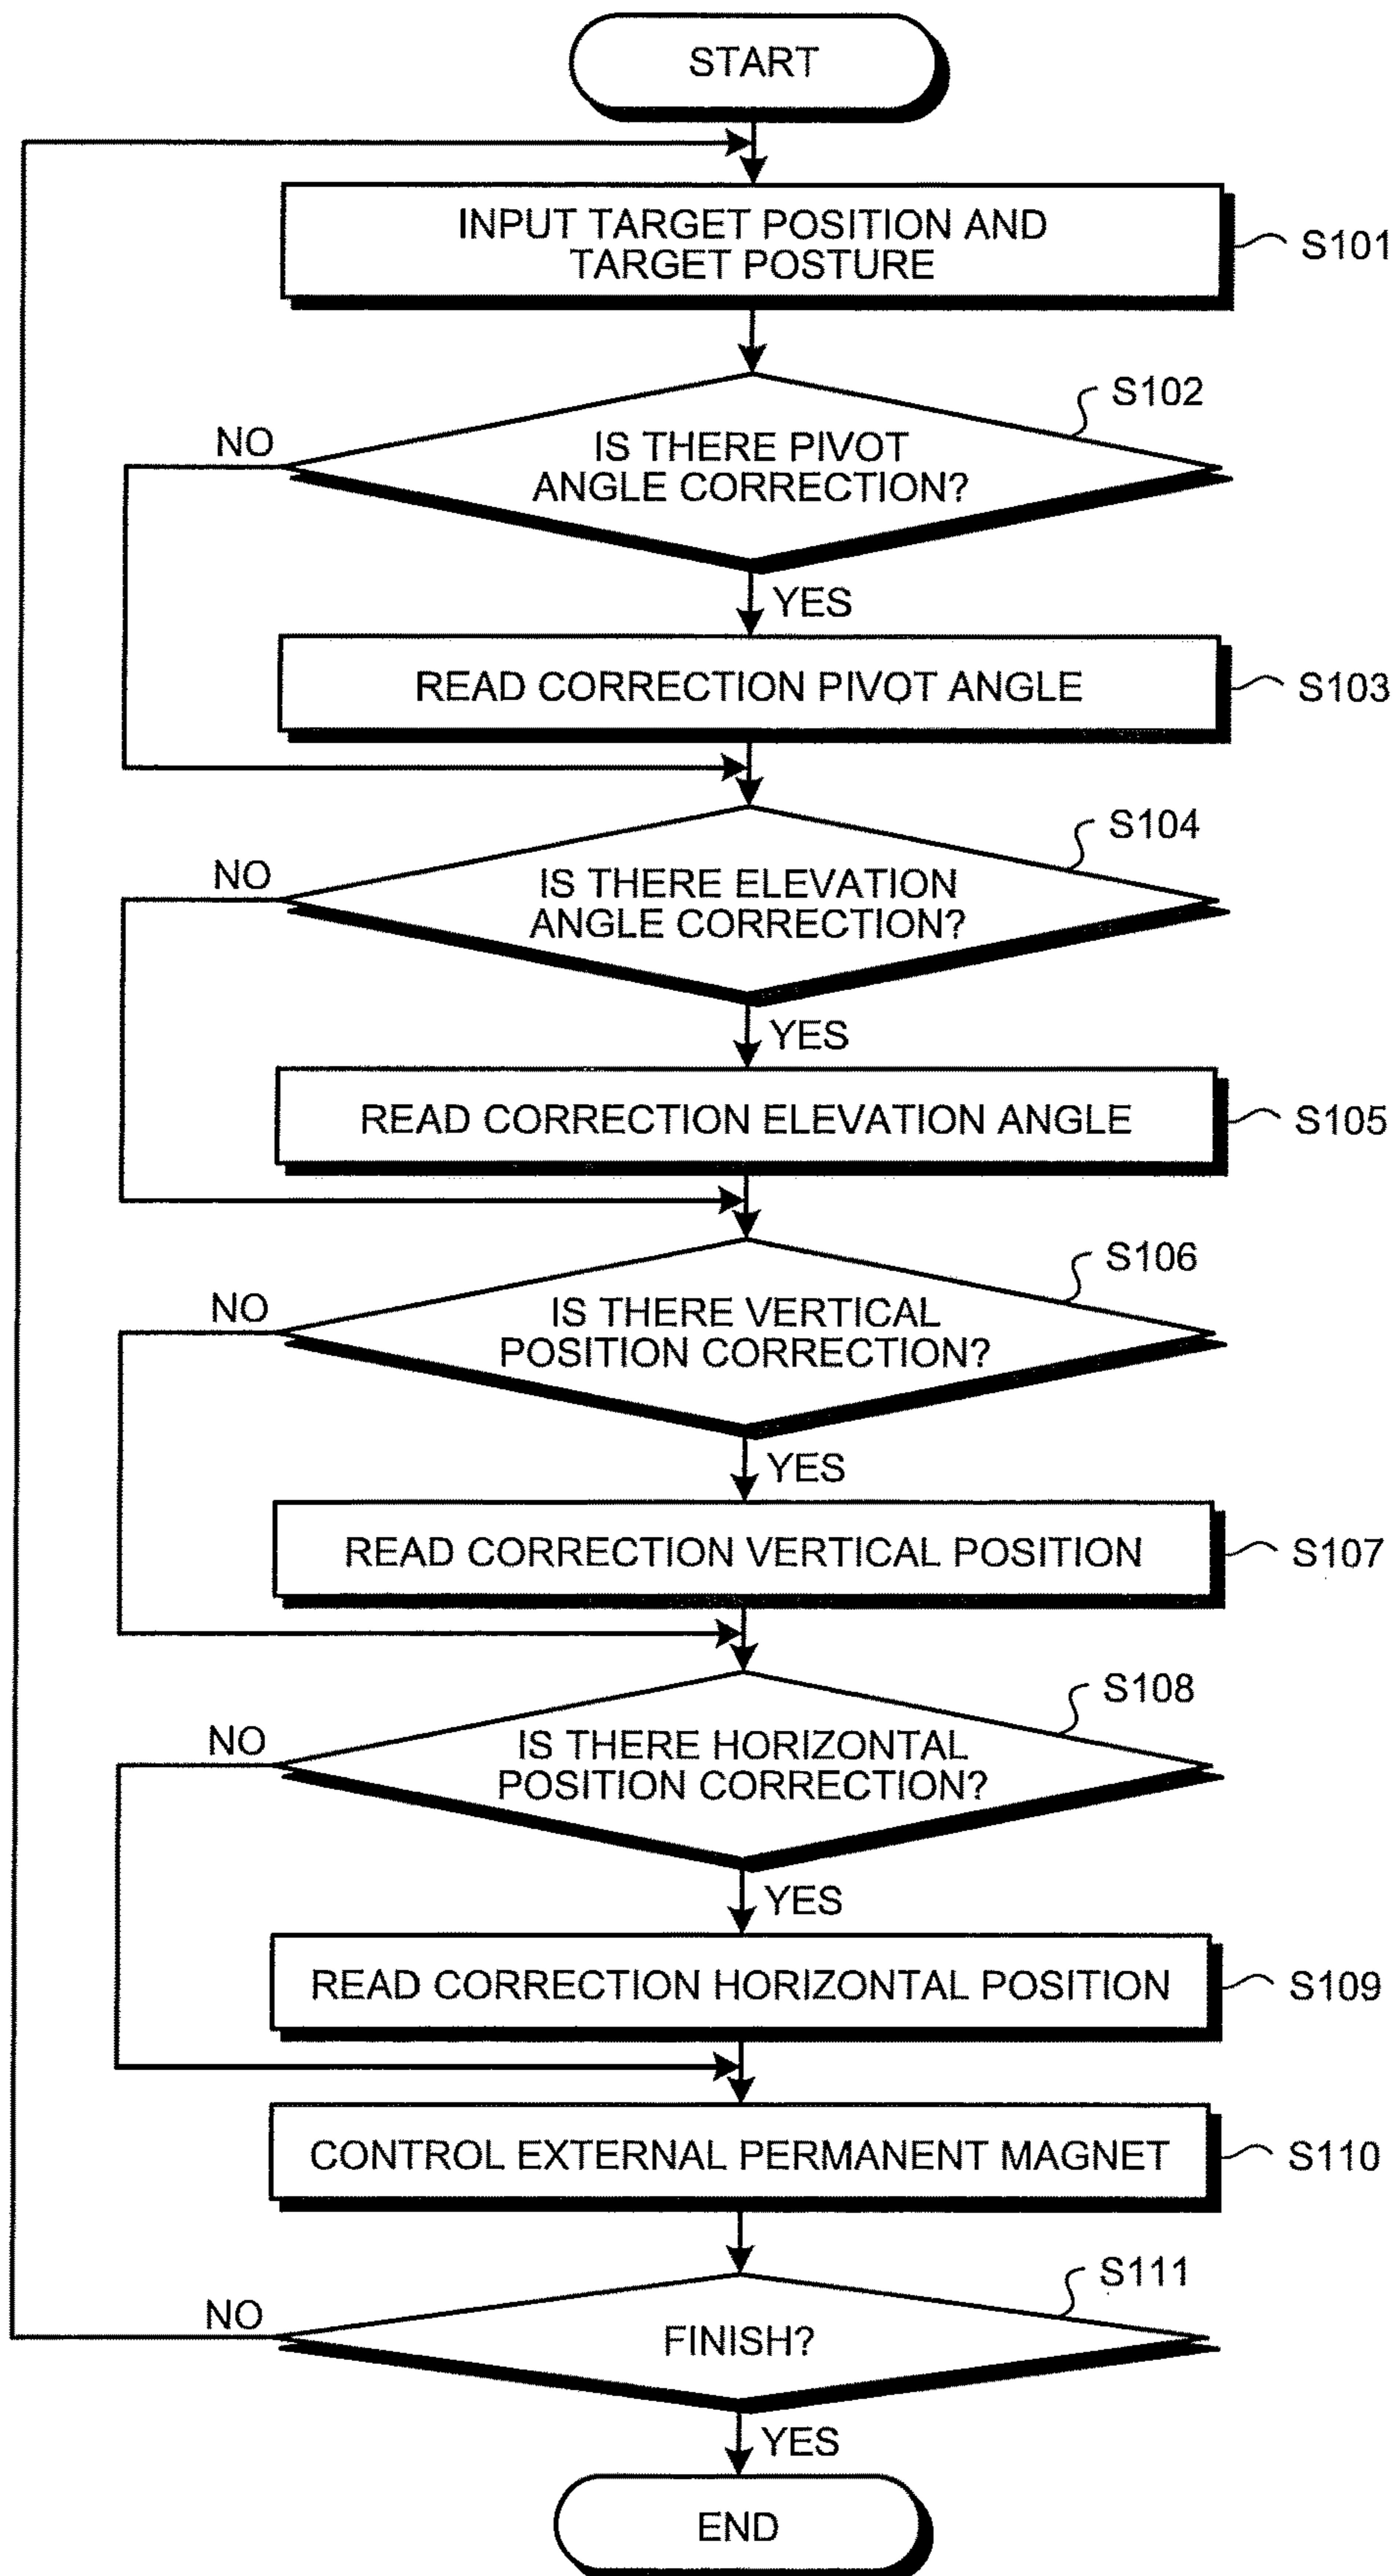 START
INPUT TARGET POSITION AND
TARGET POSTURE
S101
S102
NO
IS THERE PIVOT
ANGLE CORRECTION?
YES
READ CORRECTION PIVOT ANGLE
S103
S104
NO
IS THERE ELEVATION
ANGLE CORRECTION?
YES
READ CORRECTION ELEVATION ANGLE
S105
S106
NO
IS THERE VERTICAL
POSITION CORRECTION?
YES
READ CORRECTION VERTICAL POSITION
S107
S108
NO
IS THERE HORIZONTAL
POSITION CORRECTION?
YES
READ CORRECTION HORIZONTAL POSITION
S109
CONTROL EXTERNAL PERMANENT MAGNET
S110
S111
NO
FINISH?
YES
END